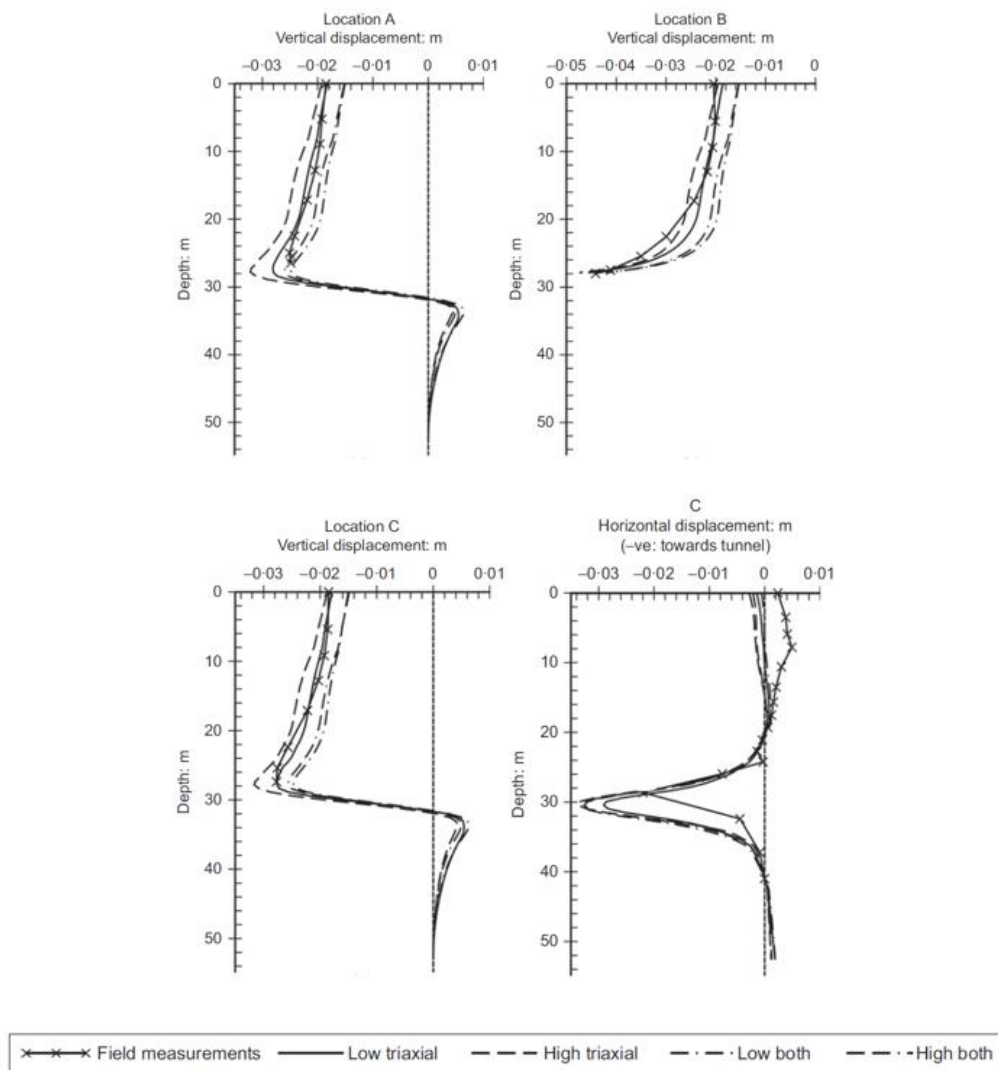 Location A
Vertical displacement: m
–0·03 –0·02 –0·01 0 0·01
0
10
20
30
40
50
Depth: m
Location B
Vertical displacement: m
–0·05 –0·04 –0·03 –0·02 –0·01 0
0
10
20
30
40
50
Depth: m
Location C
Vertical displacement: m
–0·03 –0·02 –0·01 0 0·01
0
10
20
30
40
50
Depth: m
C
Horizontal displacement: m
(–ve: towards tunnel)
–0·03 –0·02 –0·01 0 0·01
0
10
20
30
40
50
Depth: m
Field measurements Low triaxial High triaxial Low both High both